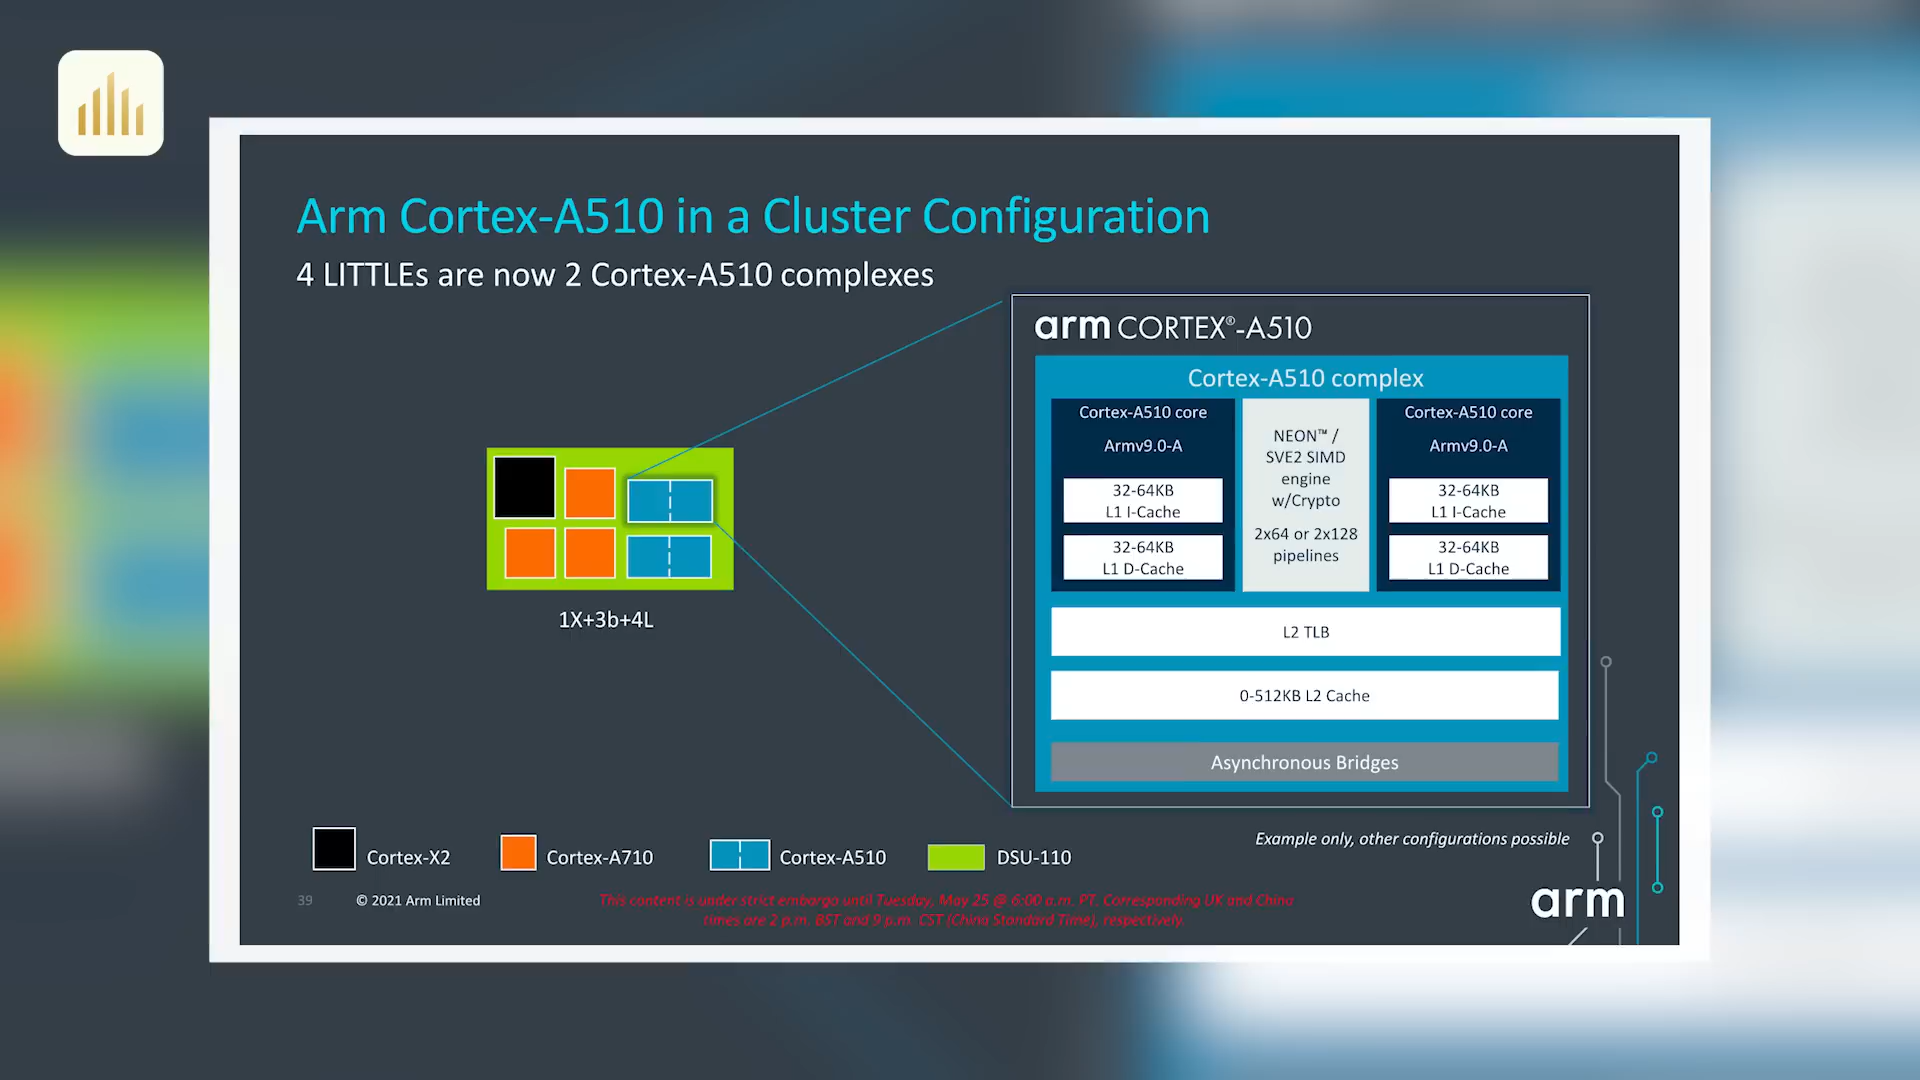 Arm Cortex-A510 in a Cluster Configuration
4 LITTLEs are now 2 Cortex-A510 complexes
1X+3b+4L
arm CORTEX®-A510
Cortex-A510 complex
Cortex-A510 core
Armv9.0-A
32-64KB
L1 I-Cache
32-64KB
L1 D-Cache
NEON™ /
SVE2 SIMD
engine
w/Crypto
2x64 or 2x128
pipelines
Cortex-A510 core
Armv9.0-A
32-64KB
L1 I-Cache
32-64KB
L1 D-Cache
L2 TLB
0-512KB L2 Cache
Asynchronous Bridges
Example only, other configurations possible
Cortex-X2
Cortex-A710
Cortex-A510
DSU-110
39
© 2021 Arm Limited
This content is under strict embargo until Tuesday, May 25 @ 6:00 a.m. PT. Corresponding UK and China
times are 2 p.m. BST and 9 p.m. CST (China Standard Time), respectively.
arm